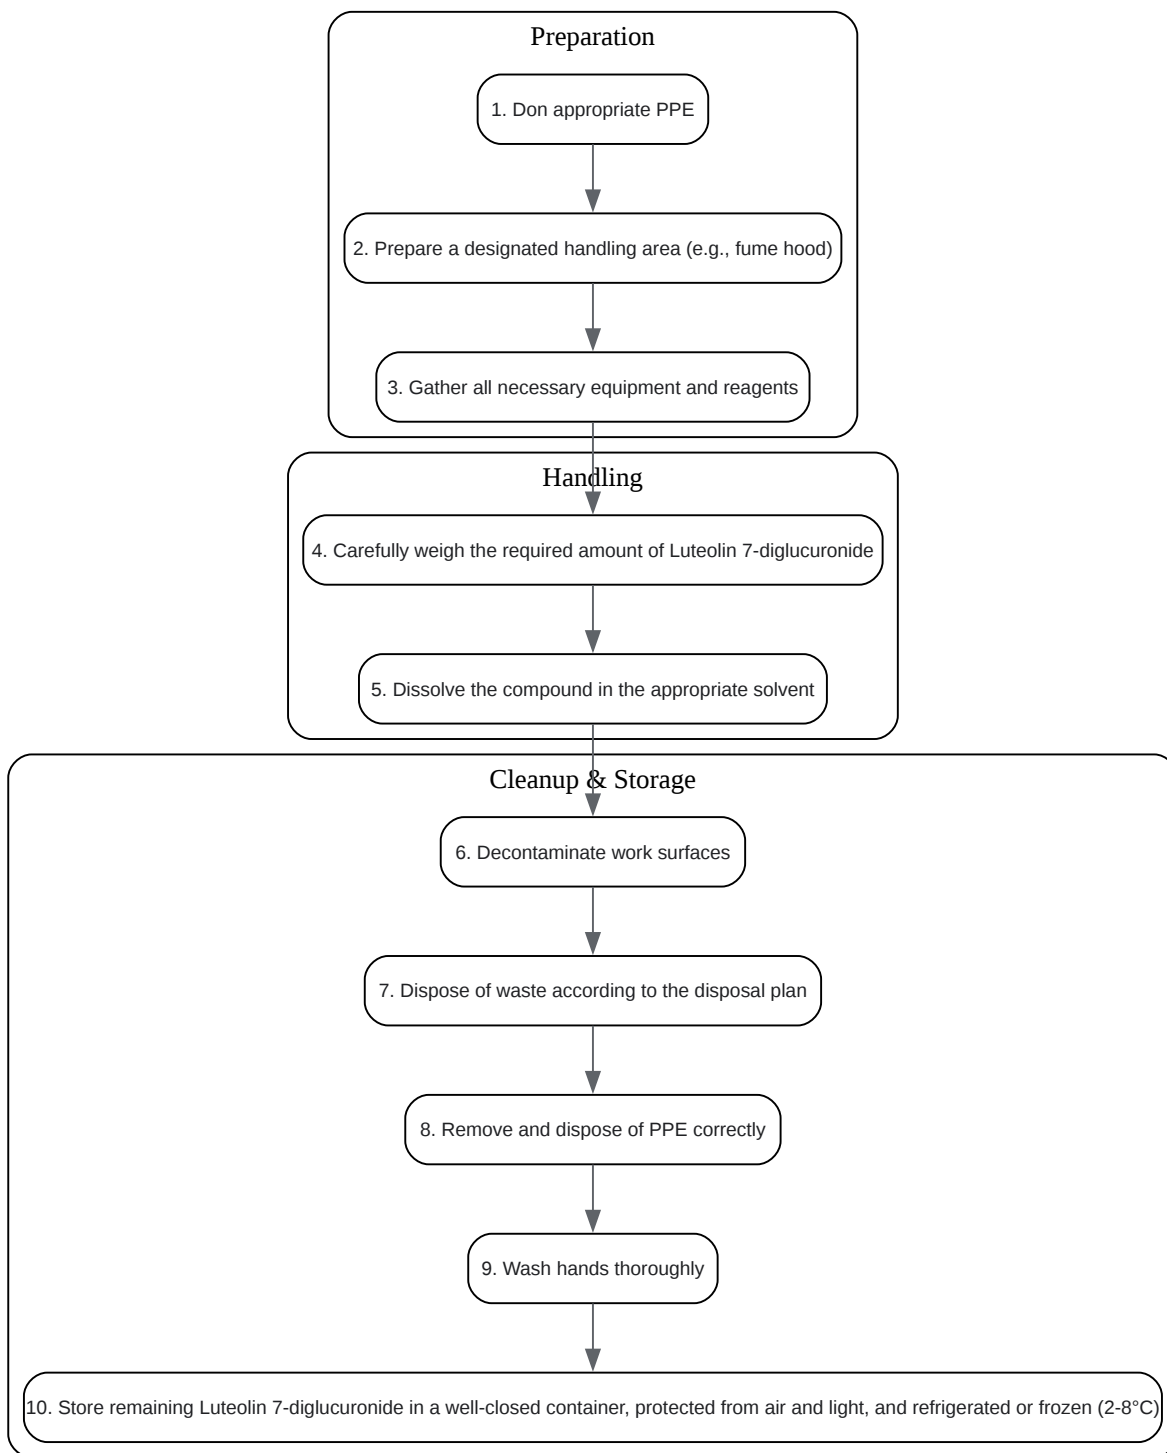 Preparation
1. Don appropriate PPE
2. Prepare a designated handling area (e.g., fume hood)
3. Gather all necessary equipment and reagents
Handling
4. Carefully weigh the required amount of Luteolin 7-diglucuronide
5. Dissolve the compound in the appropriate solvent
Cleanup & Storage
6. Decontaminate work surfaces
7. Dispose of waste according to the disposal plan
8. Remove and dispose of PPE correctly
9. Wash hands thoroughly
10. Store remaining Luteolin 7-diglucuronide in a well-closed container, protected from air and light, and refrigerated or frozen (2-8°C)